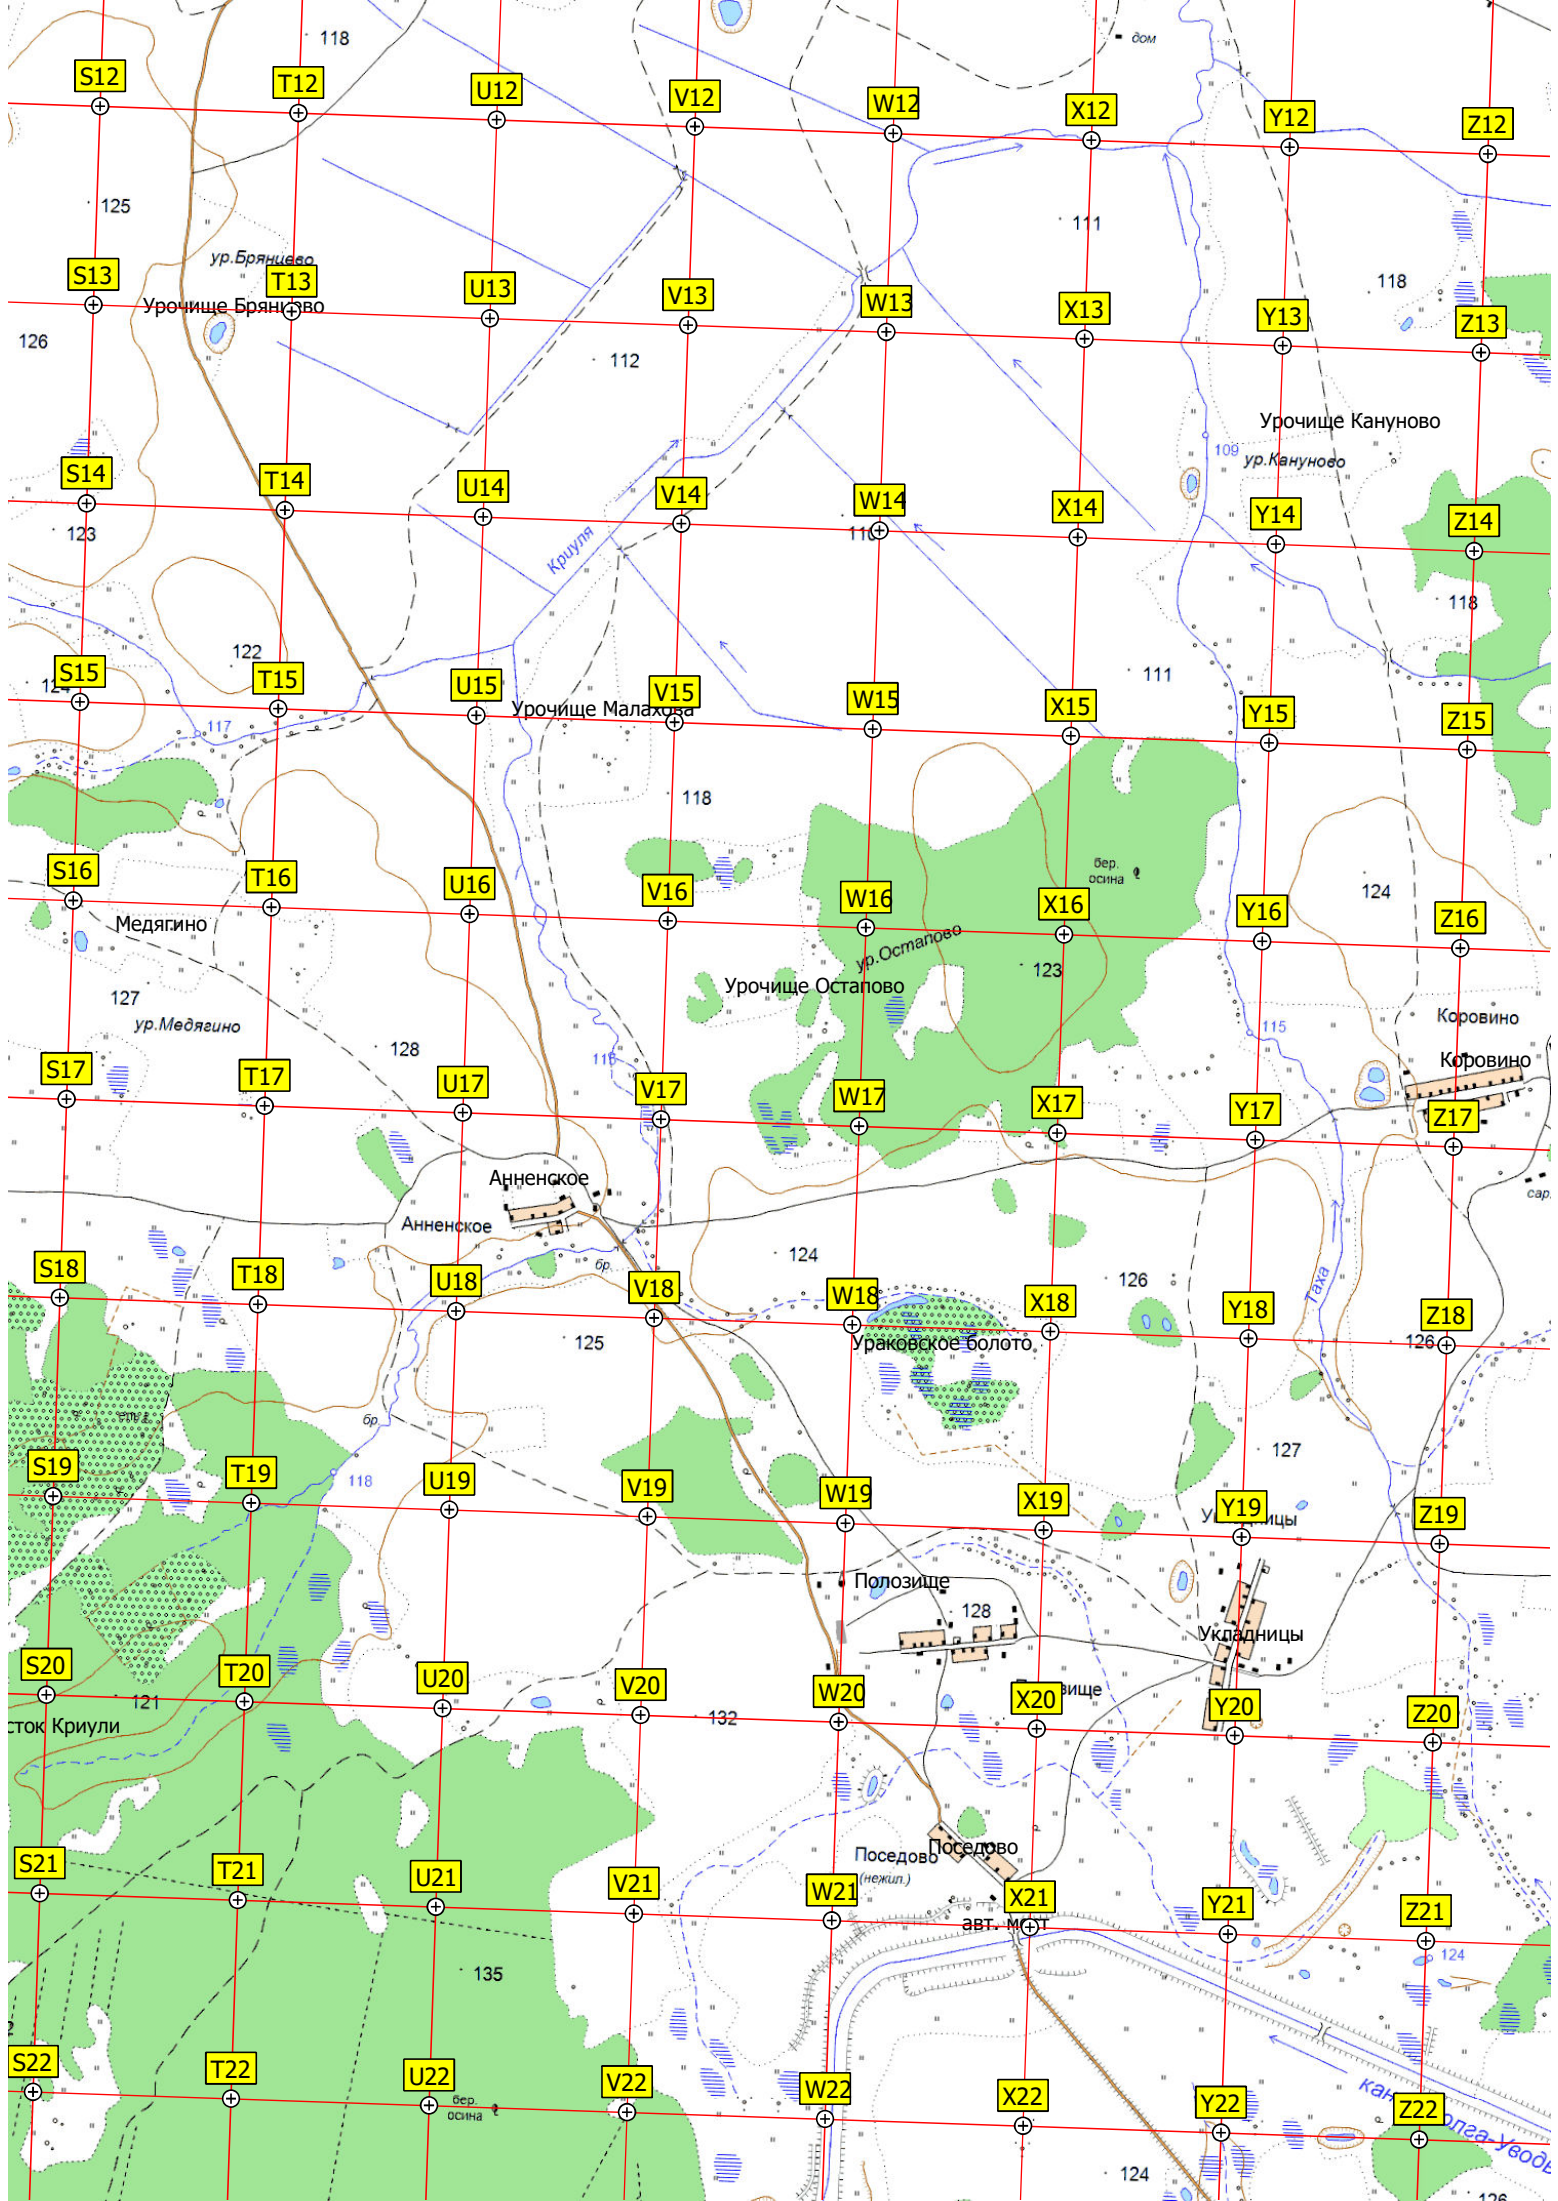 118
дом
S12
T12
U12
V12
W12
X12
Y12
Z12
125
111
ур.Брянцево
118
S13
T13
U13
V13
W13
X13
Y13
Z13
Урочище Брянцево
126
112
Урочище Кануново
109
ур.Кануново
S14
T14
U14
V14
W14
X14
Y14
Z14
123
Криуля
110
118
122
111
S15
T15
U15
V15
W15
X15
Y15
Z15
124
117
Урочище Малахова
118
бер.
осина
124
S16
T16
U16
V16
W16
X16
Y16
Z16
Медягино
ур.Остапово
123
Урочище Остапово
127
ур.Медягино
Коровино
115
128
Коровино
S17
T17
U17
V17
W17
X17
Y17
Z17
Анненское
сар.
Анненское
124
бр.
126
Таха
S18
T18
U18
V18
W18
X18
Y18
Z18
125
Ураковское болото
126
ель
бр.
127
118
S19
T19
U19
V19
W19
X19
Y19
Z19
Укладницы
Полозище
128
Укладницы
S20
T20
U20
V20
W20
X20
Y20
Z20
121
сток Криули
132
Поседово
Поседово
(нежил.)
S21
T21
U21
V21
W21
X21
Y21
Z21
авт. мост
124
135
S22
T22
U22
V22
W22
X22
Y22
Z22
бер.
осина
124
126